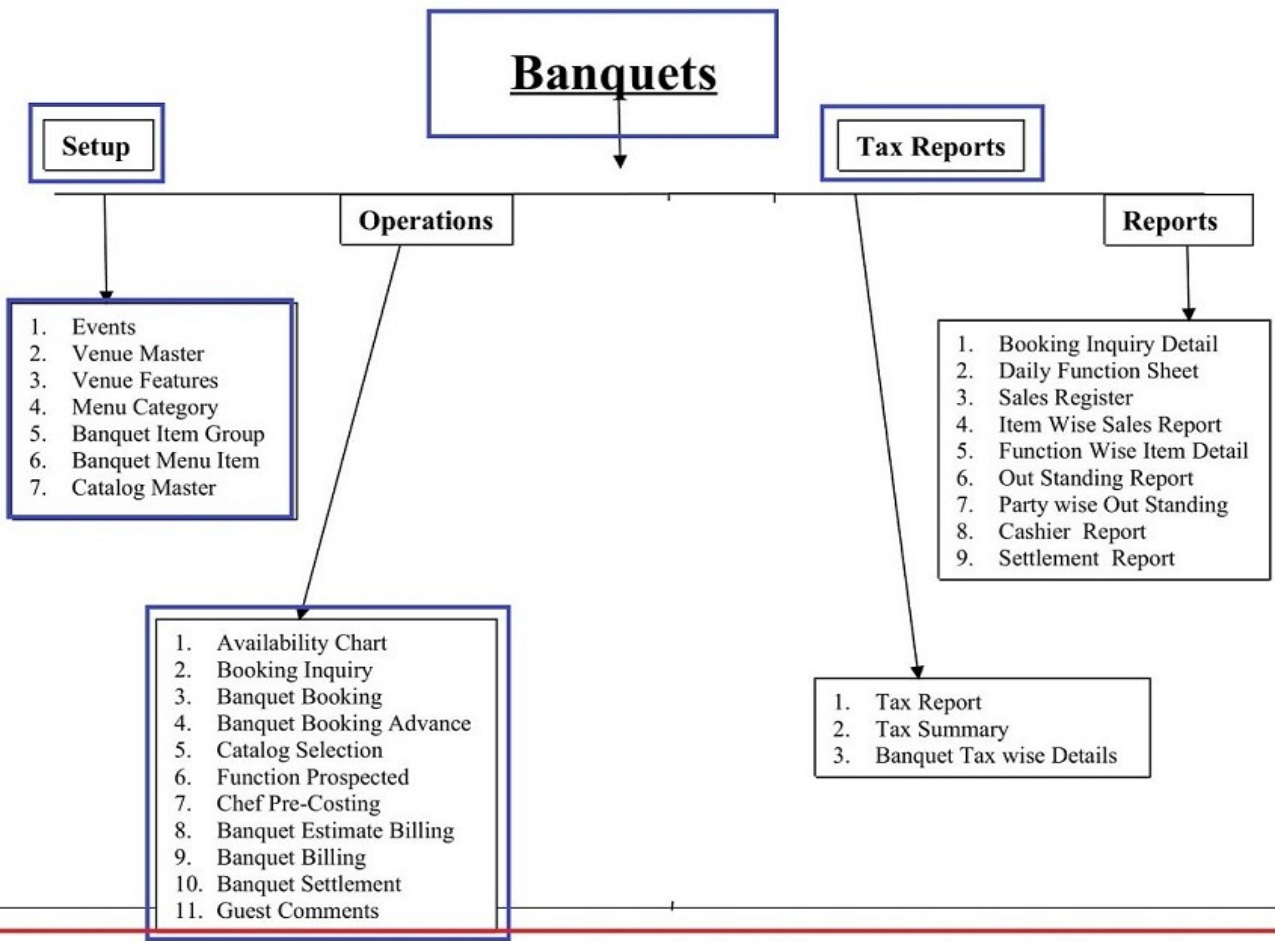 Banquets
Setup
Tax Reports
Operations
Reports
1. Events
2. Venue Master
3. Venue Features
4. Menu Category
5. Banquet Item Group
6. Banquet Menu Item
7. Catalog Master
1. Booking Inquiry Detail
2. Daily Function Sheet
3. Sales Register
4. Item Wise Sales Report
5. Function Wise Item Detail
6. Out Standing Report
7. Party wise Out Standing
8. Cashier Report
9. Settlement Report
1. Availability Chart
2. Booking Inquiry
3. Banquet Booking
4. Banquet Booking Advance
5. Catalog Selection
6. Function Prospected
7. Chef Pre-Costing
8. Banquet Estimate Billing
9. Banquet Billing
10. Banquet Settlement
11. Guest Comments
1. Tax Report
2. Tax Summary
3. Banquet Tax wise Details